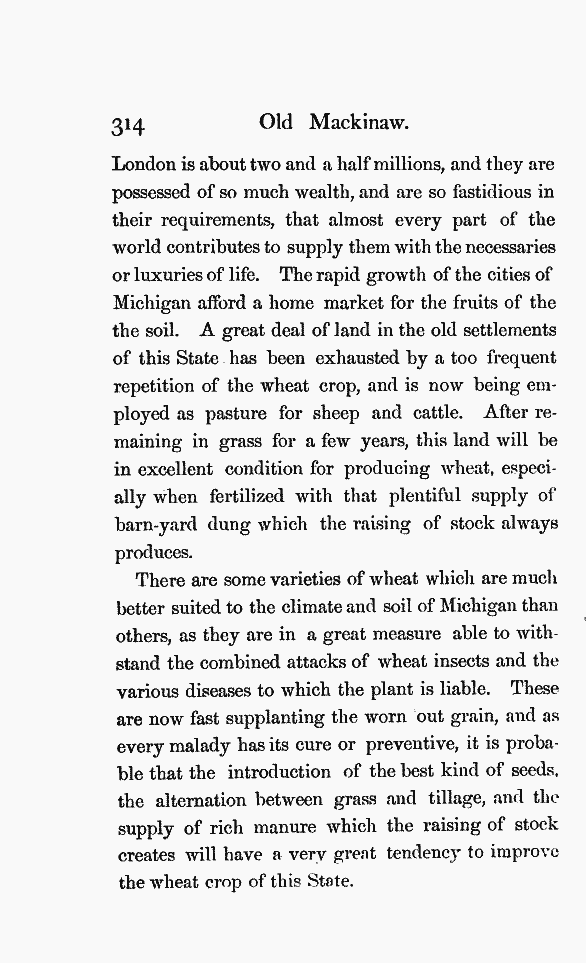 314 Old Mackinaw.
London is about two and a half millions, and they are
possessed of so much wealth, and are so fastidious in
their requirements, that almost every part of the
world contributes to supply them with the necessaries
or luxuries of life. The rapid growth of the cities of
Michigan afford a home market for the fruits of the
the soil. A great deal of land in the old settlements
of this State has been exhausted by a too frequent
repetition of the wheat crop, and is now being em-
ployed as pasture for sheep and cattle. After re-
maining in grass for a few years, this land will be
in excellent condition for producing wheat, especi-
ally when fertilized with that plentiful supply of
barn-yard dung which the raising of stock always
produces.
There are some varieties of wheat which are much
better suited to the climate and soil of Michigan than
others, as they are in a great measure able to with-
stand the combined attacks of wheat insects and the
various diseases to which the plant is liable. These
are now fast supplanting the worn out grain, and as
every malady has its cure or preventive, it is proba-
ble that the introduction of the best kind of seeds,
the alternation between grass and tillage, and the
supply of rich manure which the raising of stock
creates will have a very great tendency to improve
the wheat crop of this State.